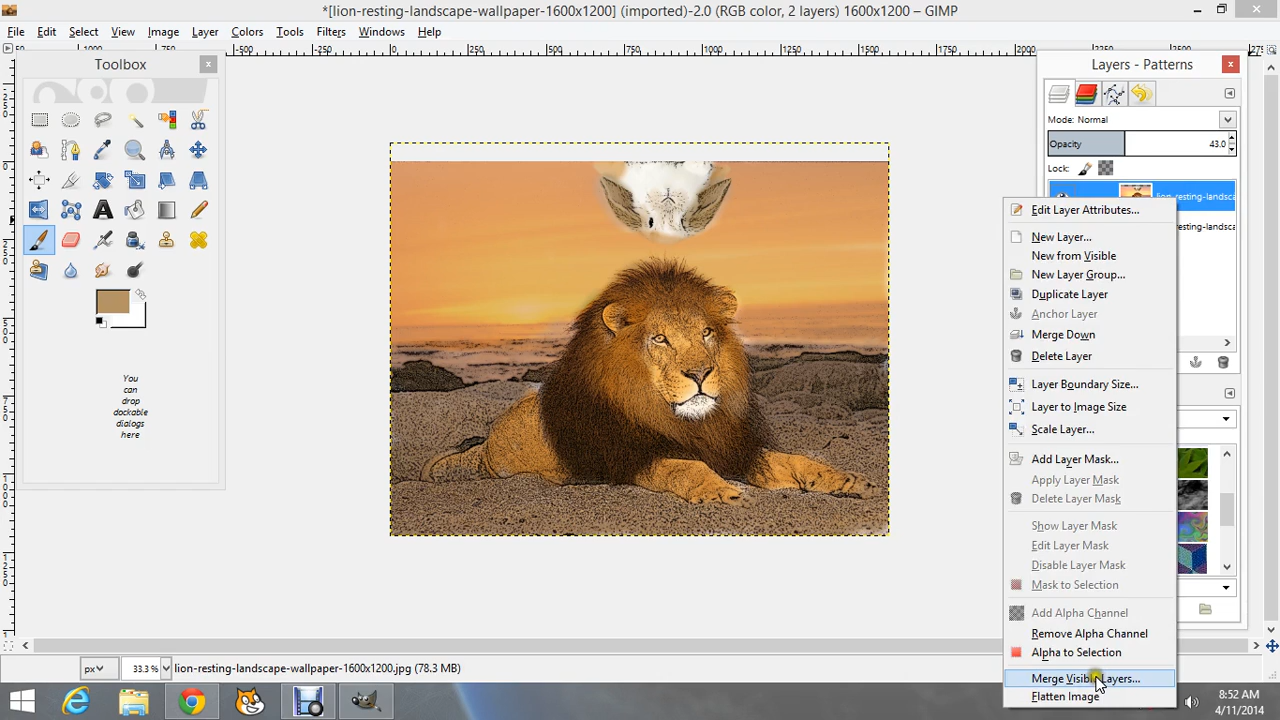 *[lion-resting-landscape-wallpaper-1600x1200] (imported)-2.0 (RGB color, 2 layers) 1600x1200 – GIMP
File Edit Select View Image Layer Colors Tools Filters Windows Help
Toolbox
Layers - Patterns
Mode: Normal
Opacity 43.0
Lock:
lion-resting-landsca
resting-landsca
Edit Layer Attributes...
New Layer...
New from Visible
New Layer Group...
Duplicate Layer
Anchor Layer
Merge Down
Delete Layer
Layer Boundary Size...
Layer to Image Size
Scale Layer...
Add Layer Mask...
Apply Layer Mask
Delete Layer Mask
Show Layer Mask
Edit Layer Mask
Disable Layer Mask
Mask to Selection
Add Alpha Channel
Remove Alpha Channel
Alpha to Selection
Merge Visible Layers...
Flatten Image
You
can
drop
dockable
dialogs
here
px 33.3 % lion-resting-landscape-wallpaper-1600x1200.jpg (78.3 MB)
8:52 AM
4/11/2014